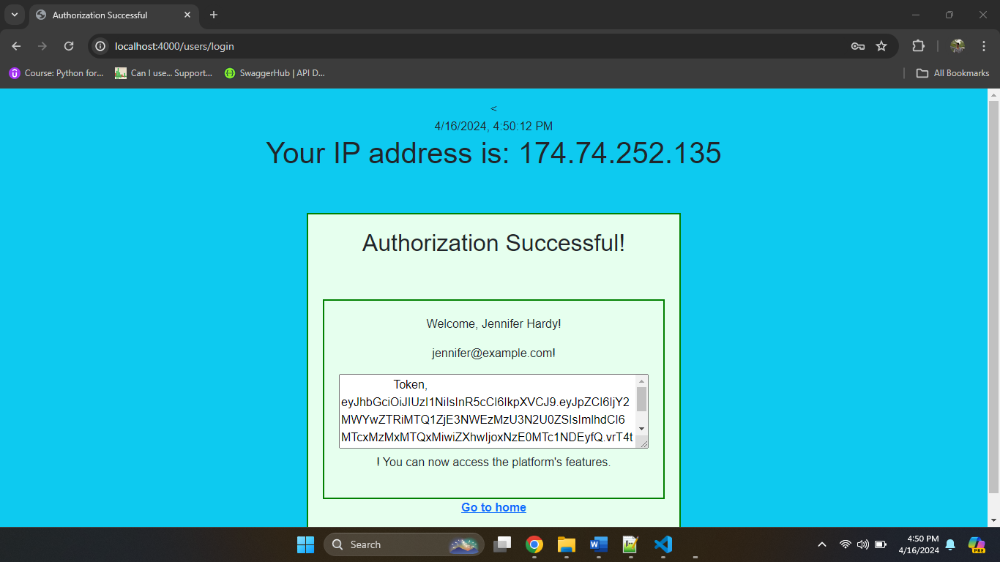 Authorization Successful
localhost:4000/users/login
Course: Python for...
Can I use... Support...
SwaggerHub | API D...
All Bookmarks
<
4/16/2024, 4:50:12 PM
Your IP address is: 174.74.252.135
Authorization Successful!
Welcome, Jennifer Hardy!
jennifer@example.com!
Token,
eyJhbGciOiJIUzI1NiIsInR5cCI6IkpXVCJ9.eyJpZCI6IjY2
MWYwZTRiMTQ1ZjE3NWEzMzU3N2U0ZSIsImlhdCI6
MTcxMzMxMTQxMiwiZXhwIjoxNzE0MTc1NDEyfQ.vrT4t
! You can now access the platform's features.
Go to home
Search
4:50 PM
4/16/2024
PRE